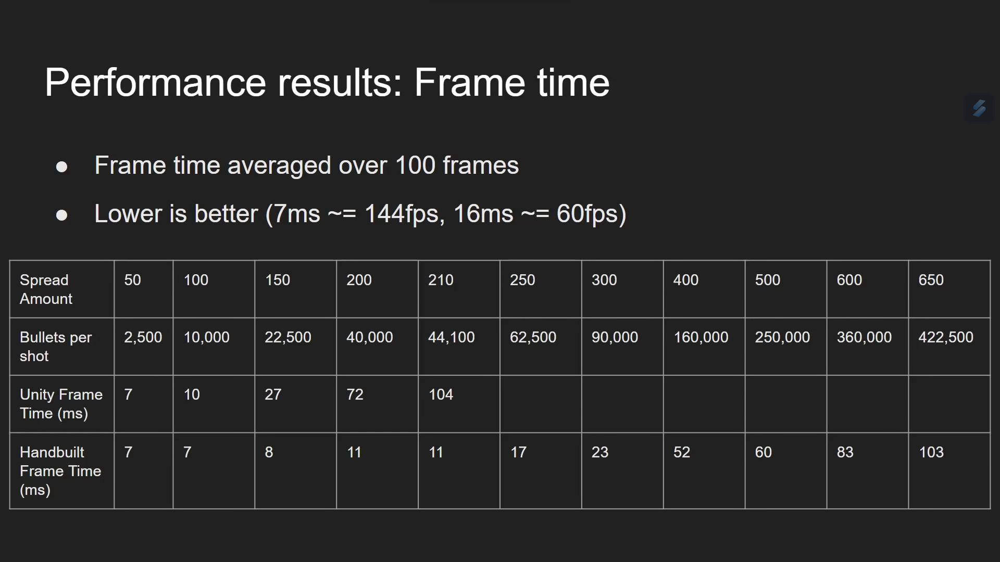 Performance results: Frame time
● Frame time averaged over 100 frames
● Lower is better (7ms ~= 144fps, 16ms ~= 60fps)
Spread Amount 50 100 150 200 210 250 300 400 500 600 650
Bullets per shot 2,500 10,000 22,500 40,000 44,100 62,500 90,000 160,000 250,000 360,000 422,500
Unity Frame Time (ms) 7 10 27 72 104
Handbuilt Frame Time (ms) 7 7 8 11 11 17 23 52 60 83 103